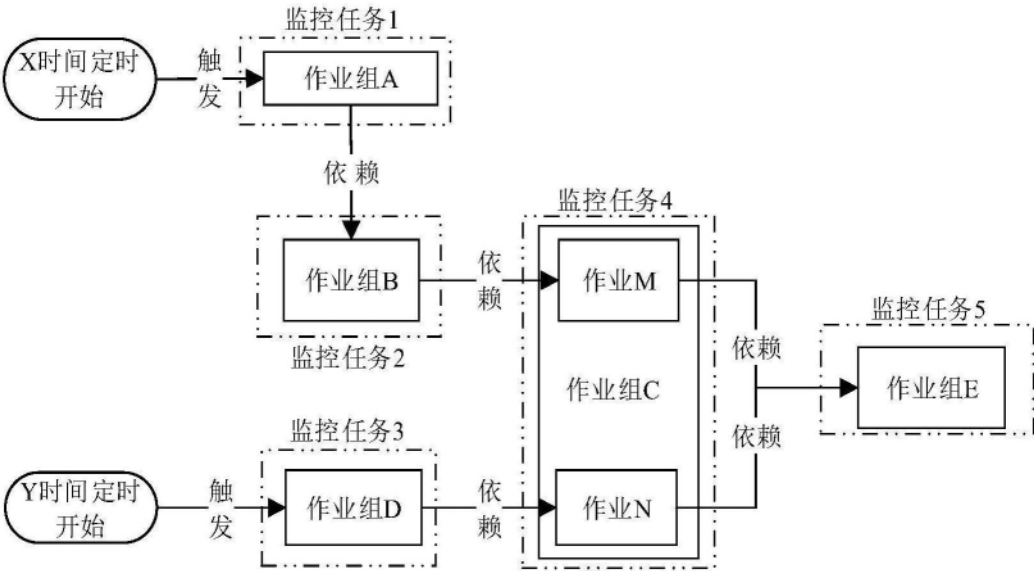 监控任务1
X时间定时
开始
触
发
作业组A
依 赖
监控任务4
作业组B
监控任务2
依
赖
作业M
作业组C
依赖
监控任务5
作业组E
依赖
监控任务3
Y时间定时
开始
触
发
作业组D
依
赖
作业N